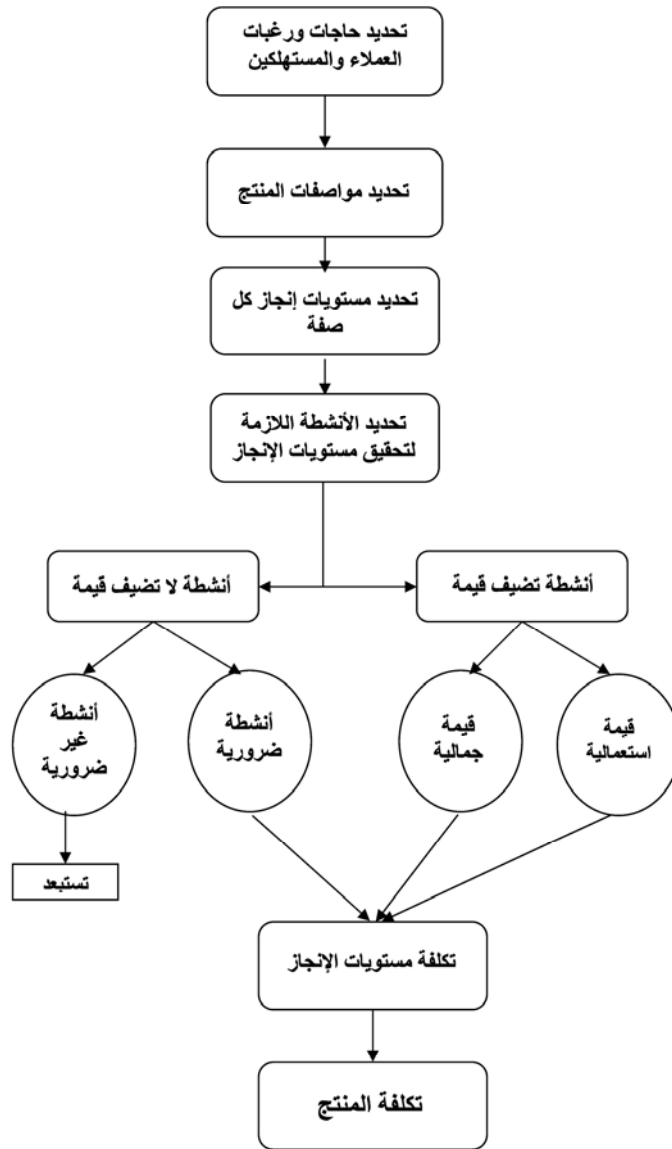 تحديد حاجات ورغبات
العملاء والمستهلكين
تحديد مواصفات المنتج
تحديد مستويات إنجاز كل
صفة
تحديد الأنشطة اللازمة
لتحقيق مستويات الإنجاز
أنشطة تضيف قيمة
أنشطة لا تضيف قيمة
قيمة
استعمالية
قيمة
جمالية
أنشطة
ضرورية
أنشطة
غير
ضرورية
تستبعد
تكلفة مستويات الإنجاز
تكلفة المنتج